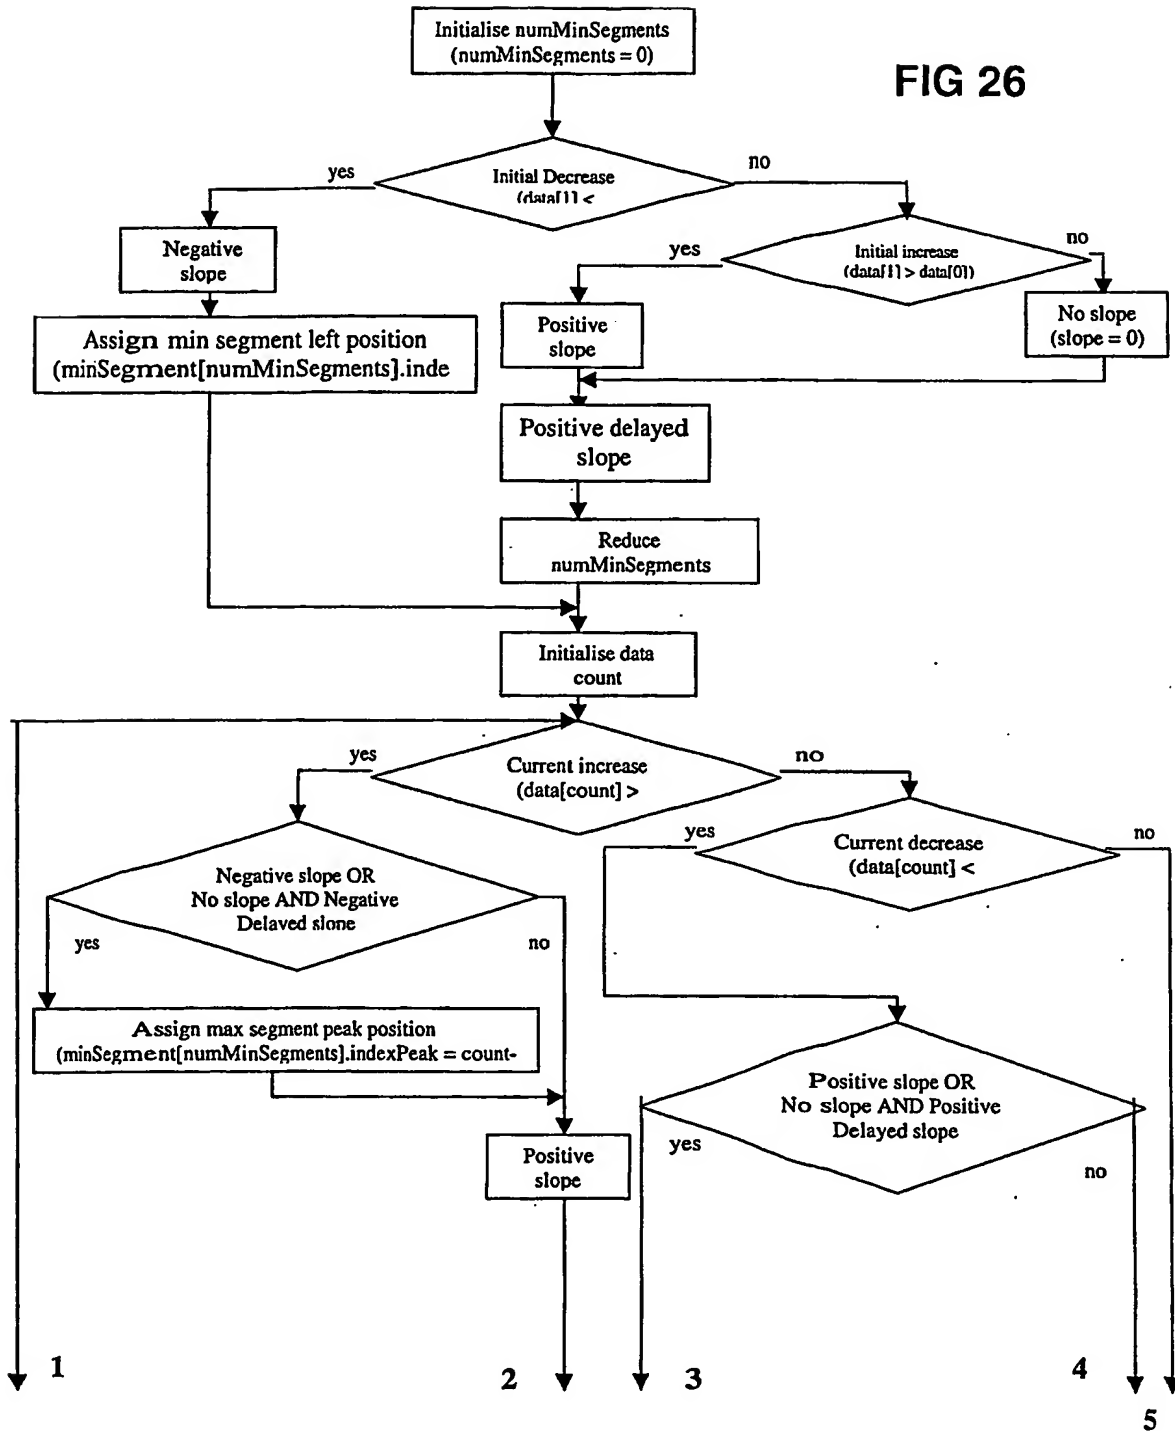 Initialise numMinSegments
(numMinSegments = 0)
FIG 26
yes
Initial Decrease
(data[1] <
no
Negative
slope
yes
Initial increase
(data[1] > data[0])
no
Assign min segment left position
(minSegment[numMinSegments].inde
Positive
slope
No slope
(slope = 0)
Positive delayed
slope
Reduce
numMinSegments
Initialise data
count
yes
Current increase
(data[count] >
no
yes
Current decrease
(data[count] <
no
Negative slope OR
No slope AND Negative
Delayed slope
yes
no
Assign max segment peak position
(minSegment[numMinSegments].indexPeak = count-
Positive slope OR
No slope AND Positive
Delayed slope
yes
no
Positive
slope
1
2
3
4
5